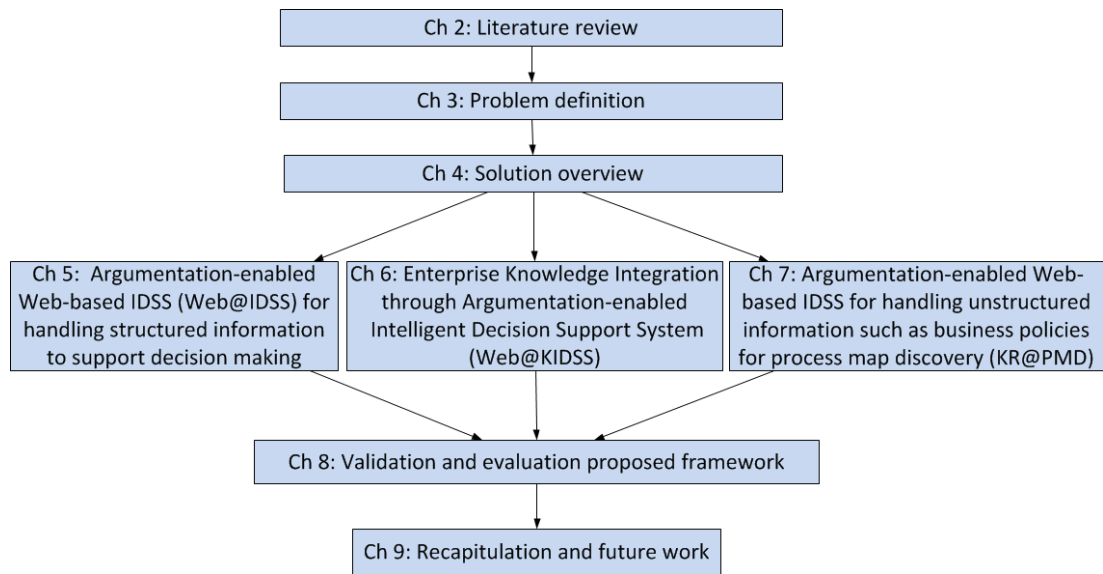 Ch 2: Literature review
Ch 3: Problem definition
Ch 4: Solution overview
Ch 5: Argumentation-enabled
Web-based IDSS (Web@IDSS) for
handling structured information
to support decision making
Ch 6: Enterprise Knowledge Integration
through Argumentation-enabled
Intelligent Decision Support System
(Web@KIDSS)
Ch 7: Argumentation-enabled Web-
based IDSS for handling unstructured
information such as business policies
for process map discovery (KR@PMD)
Ch 8: Validation and evaluation proposed framework
Ch 9: Recapitulation and future work